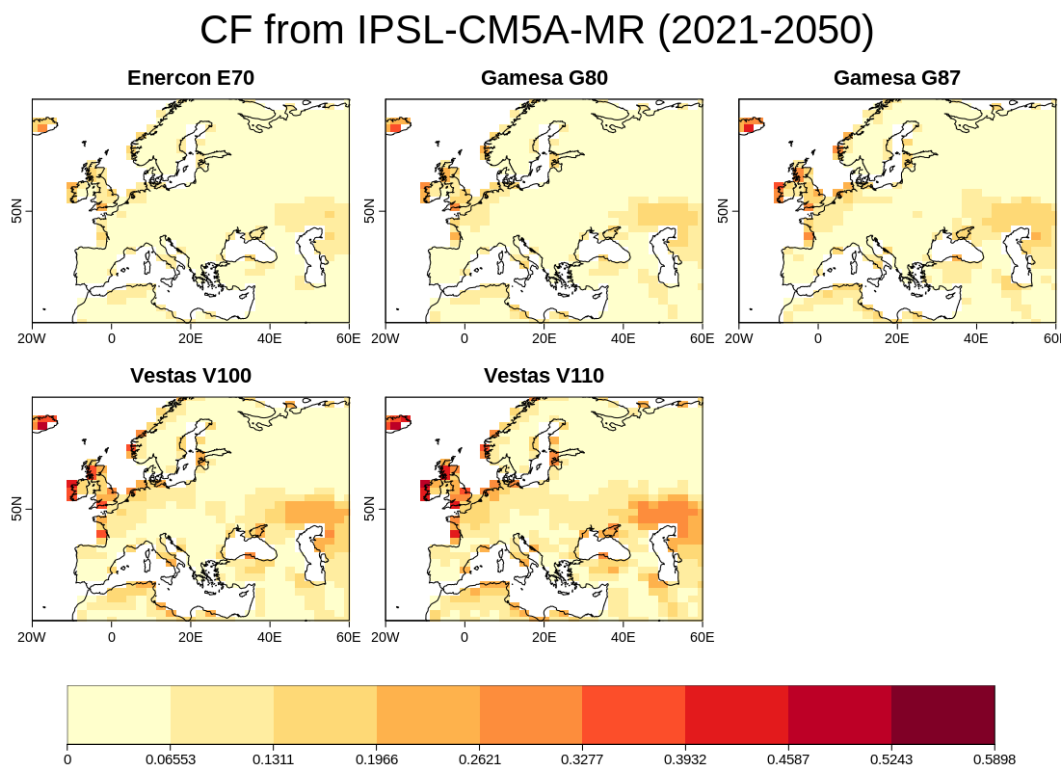 CF from IPSL-CM5A-MR (2021-2050)
Enercon E70 Gamesa G80 Gamesa G87
50N 50N 50N
20W 0 20E 40E 60E 20W 0 20E 40E 60E 20W 0 20E 40E 60E
Vestas V100 Vestas V110
50N 50N
20W 0 20E 40E 60E 20W 0 20E 40E 60E
0 0.06553 0.1311 0.1966 0.2621 0.3277 0.3932 0.4587 0.5243 0.5898